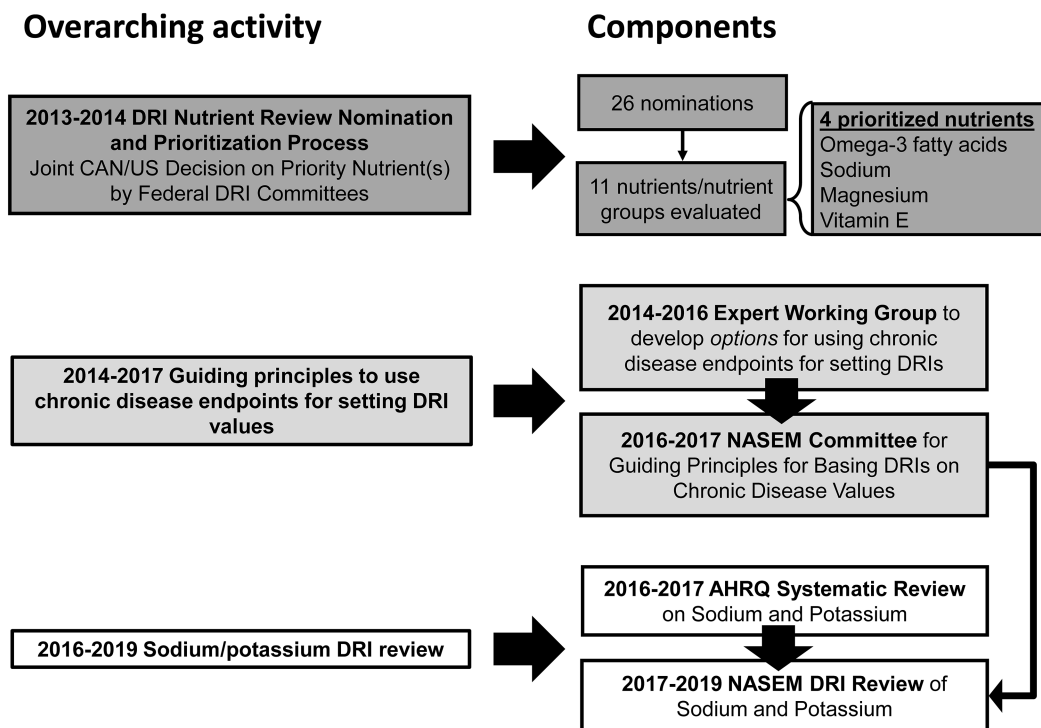 Overarching activity
Components
2013-2014 DRI Nutrient Review Nomination
and Prioritization Process
Joint CAN/US Decision on Priority Nutrient(s)
by Federal DRI Committees
26 nominations
11 nutrients/nutrient
groups evaluated
4 prioritized nutrients
Omega-3 fatty acids
Sodium
Magnesium
Vitamin E
2014-2017 Guiding principles to use
chronic disease endpoints for setting DRI
values
2014-2016 Expert Working Group to
develop options for using chronic
disease endpoints for setting DRIs
2016-2017 NASEM Committee for
Guiding Principles for Basing DRIs on
Chronic Disease Values
2016-2019 Sodium/potassium DRI review
2016-2017 AHRQ Systematic Review
on Sodium and Potassium
2017-2019 NASEM DRI Review of
Sodium and Potassium